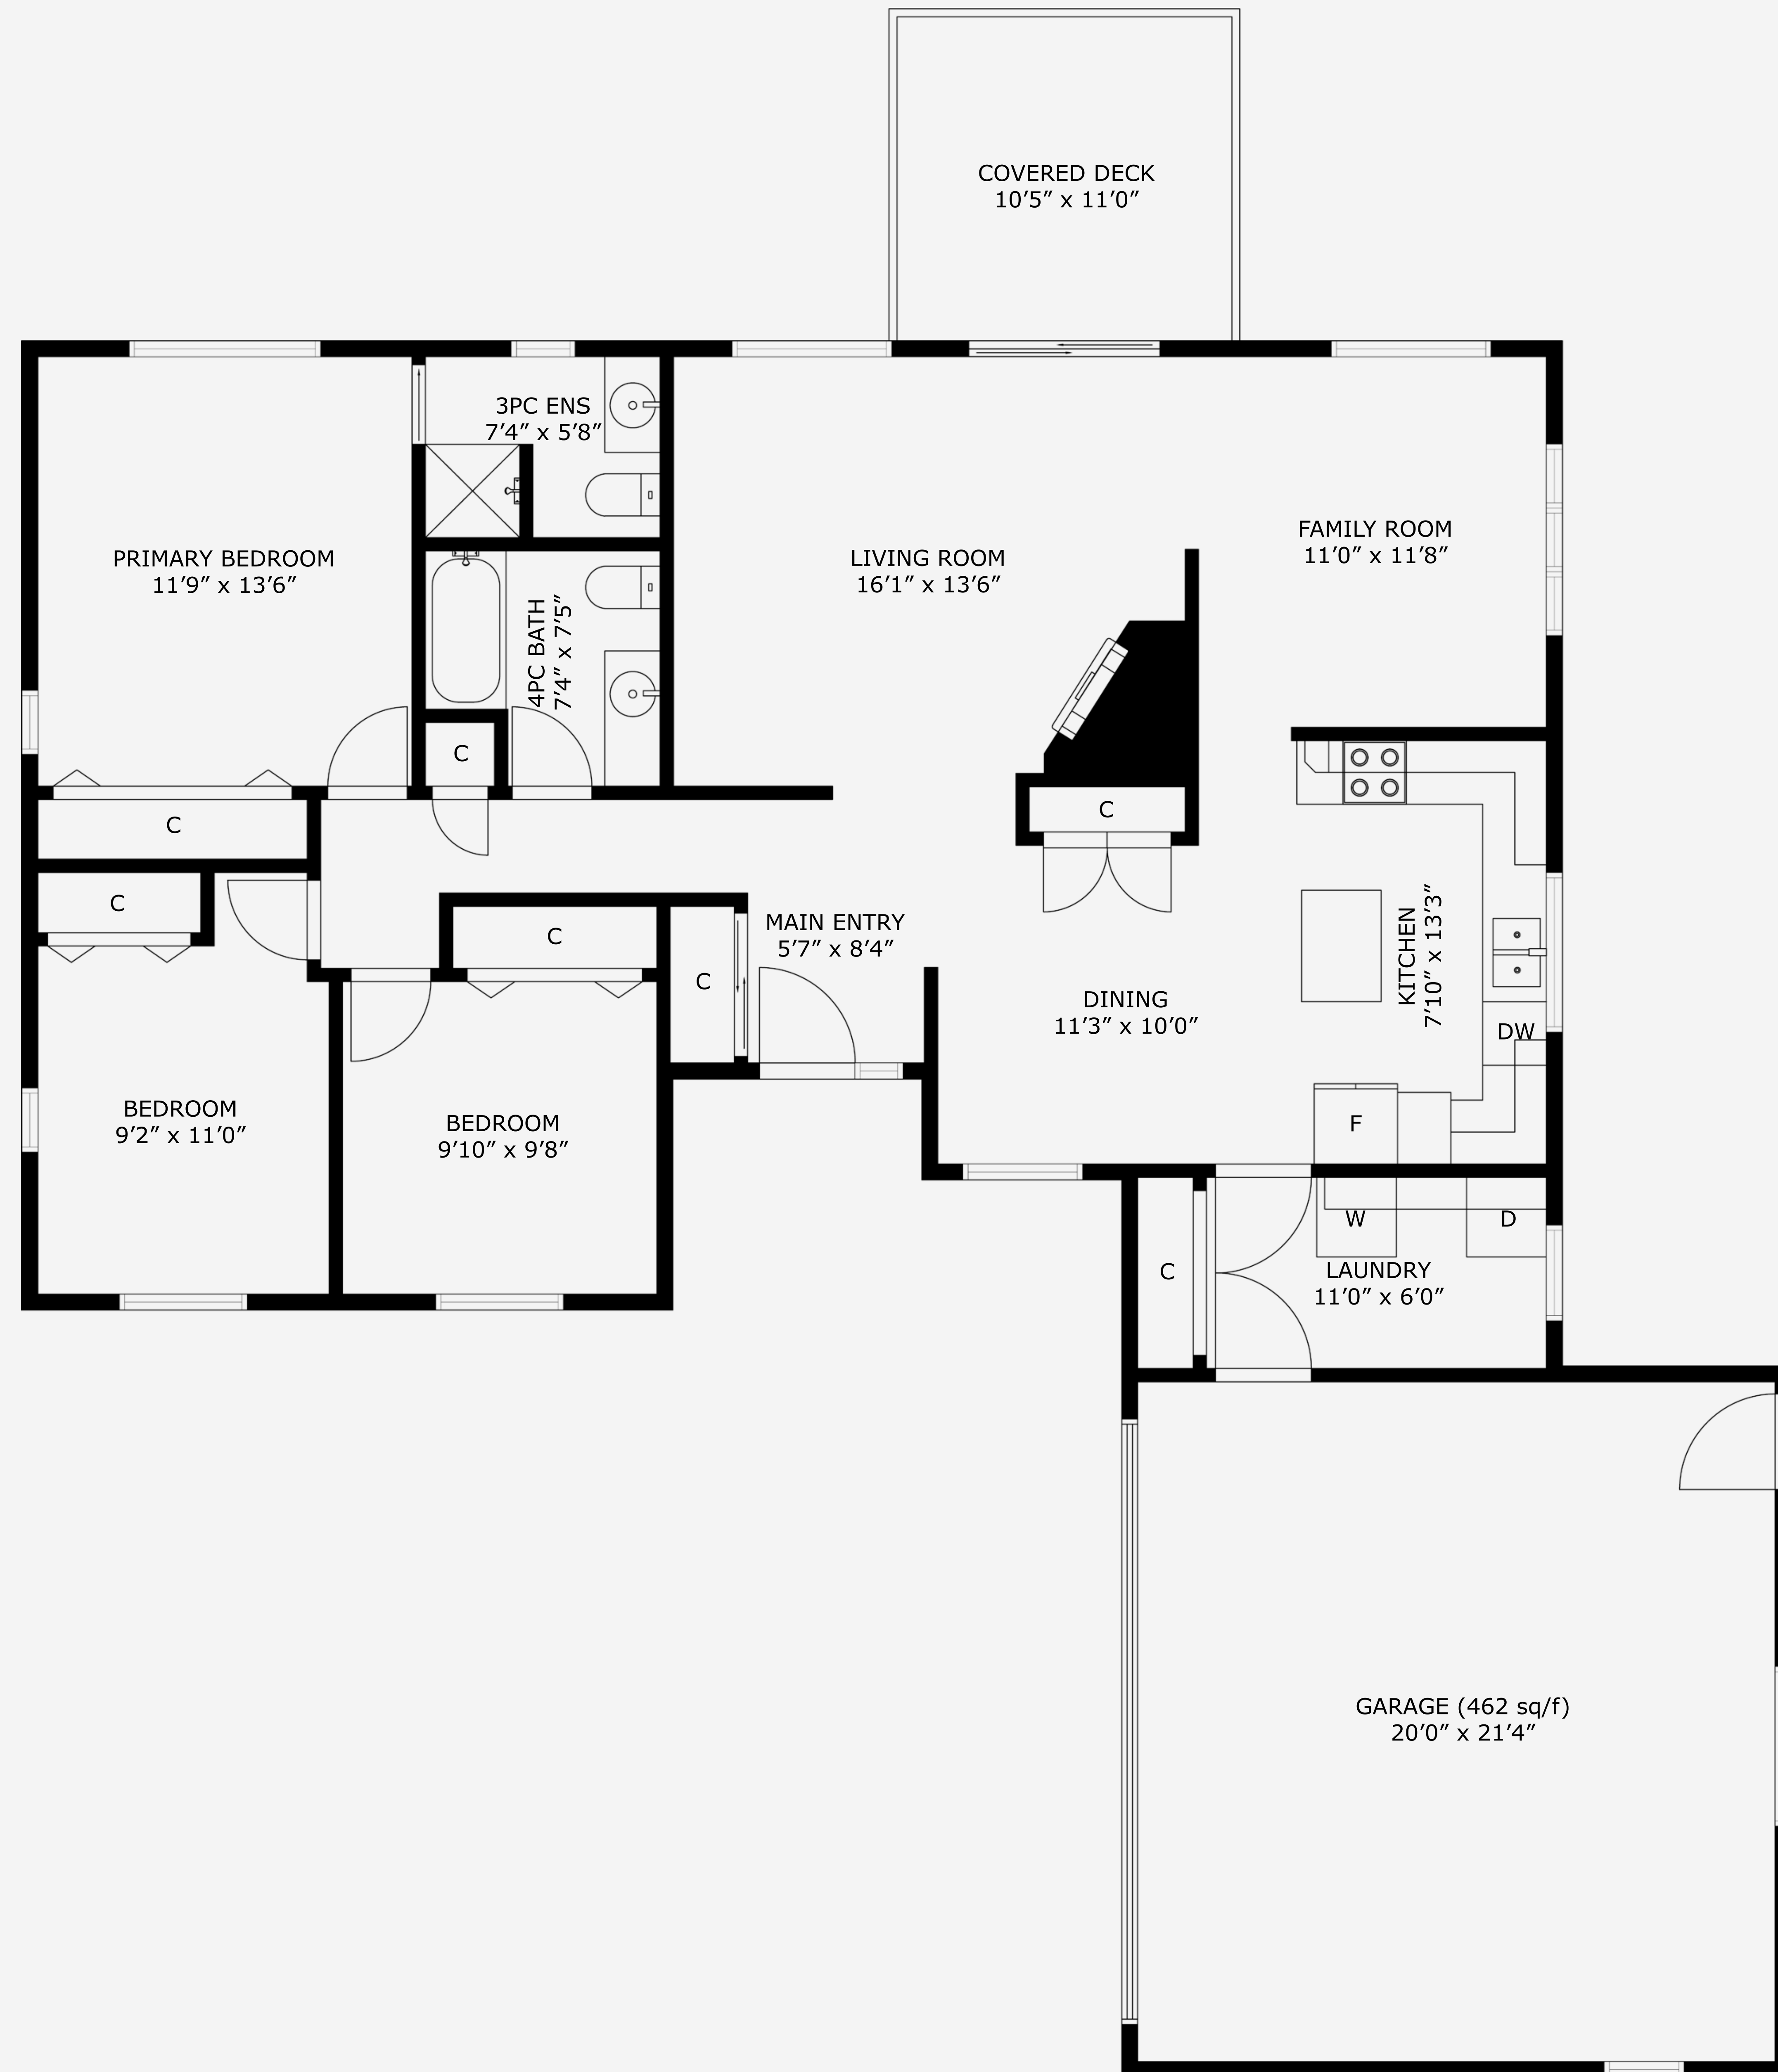 COVERED DECK
10′5″ x 11′0″
3PC ENS
7′4″ x 5′8″
PRIMARY BEDROOM
11′9″ x 13′6″
LIVING ROOM
16′1″ x 13′6″
FAMILY ROOM
11′0″ x 11′8″
4PC BATH
7′4″ x 7′5″
C
C
C
C
C
C
MAIN ENTRY
5′7″ x 8′4″
DINING
11′3″ x 10′0″
KITCHEN
7′10″ x 13′3″
DW
F
BEDROOM
9′2″ x 11′0″
BEDROOM
9′10″ x 9′8″
W
D
C
LAUNDRY
11′0″ x 6′0″
GARAGE (462 sq/f)
20′0″ x 21′4″